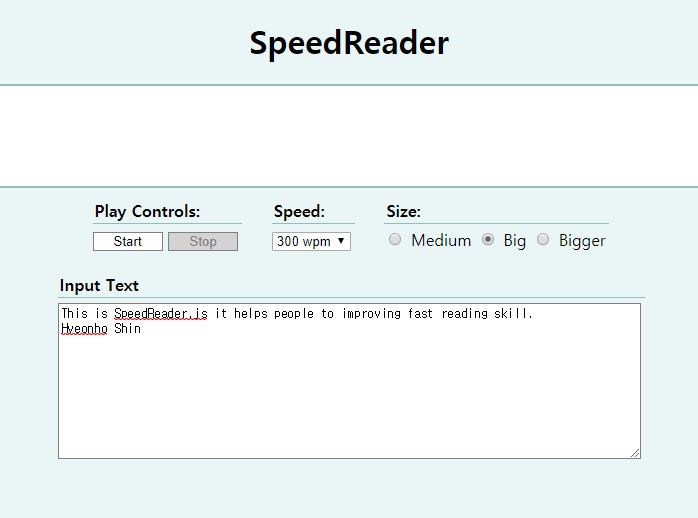 SpeedReader
Play Controls:
Speed:
Size:
Start
Stop
300 wpm
Medium
Big
Bigger
Input Text
This is SpeedReader.js it helps people to improving fast reading skill.
Hyeonho Shin